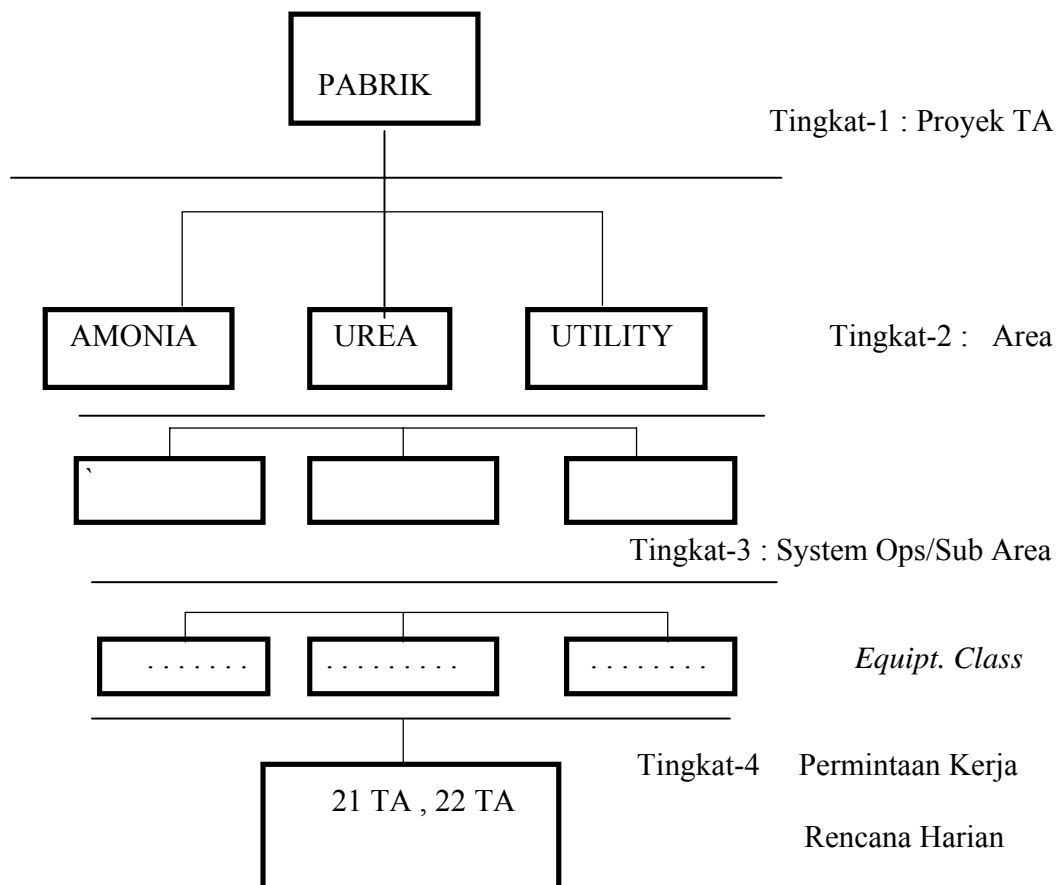 PABRIK
Tingkat-1 : Proyek TA
AMONIA UREA UTILITY Tingkat-2 : Area
`
Tingkat-3 : System Ops/Sub Area
. . . . . . . . . . . . . . . . . . . . . . . . Equipt. Class
Tingkat-4 Permintaan Kerja
21 TA , 22 TA
Rencana Harian